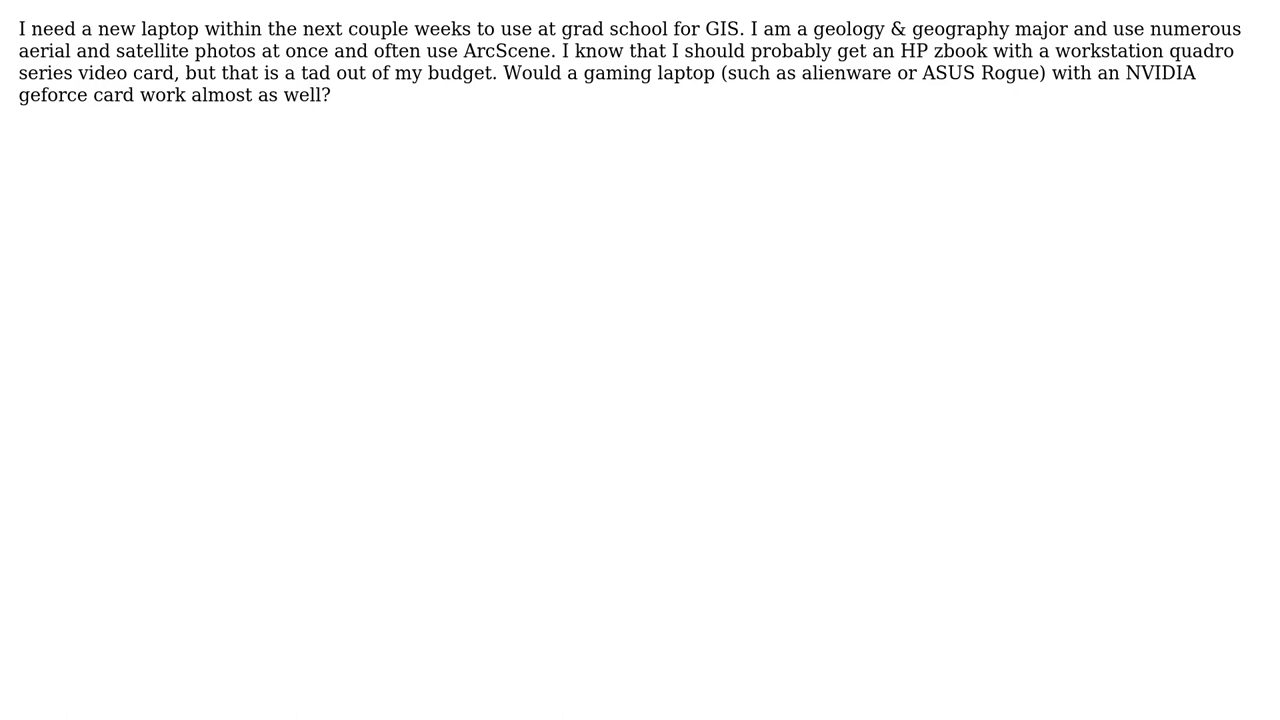 I need a new laptop within the next couple weeks to use at grad school for GIS. I am a geology & geography major and use numerous
aerial and satellite photos at once and often use ArcScene. I know that I should probably get an HP zbook with a workstation quadro
series video card, but that is a tad out of my budget. Would a gaming laptop (such as alienware or ASUS Rogue) with an NVIDIA
geforce card work almost as well?